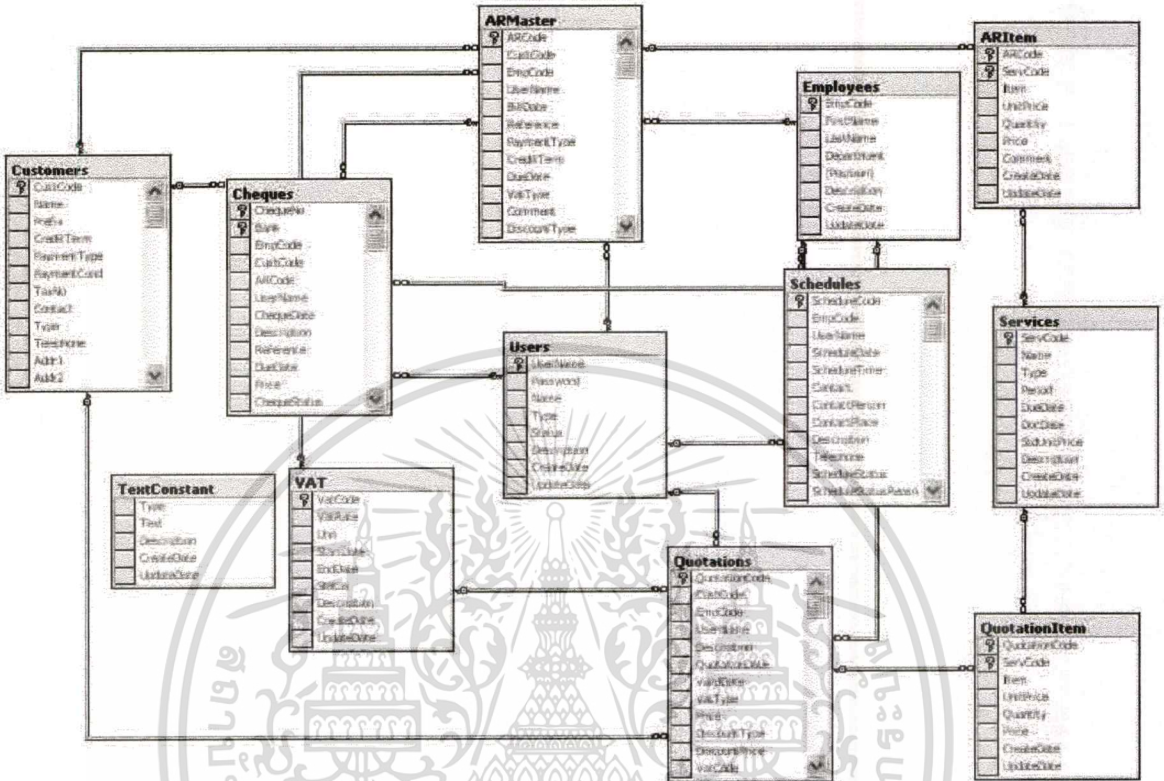 ARMaster
ARCode
CustCode
EmpCode
UserName
BillDate
Reference
PaymentType
CreditTerm
DueDate
VatType
Comment
DiscountType
ARItem
ARCode
ServCode
Item
UnitPrice
Quantity
Price
Comment
CreateDate
UpdateDate
Employees
EmpCode
FirstName
LastName
Department
[Position]
Description
CreateDate
UpdateDate
Customers
CustCode
Name
Prefix
CreditTerm
PaymentType
PaymentCond
TaxNo
Contact
Type
Telephone
Addr1
Addr2
Cheques
ChequeNo
Bank
EmpCode
CustCode
ARCode
UserName
ChequeDate
Description
Reference
DueDate
Price
ChequeStatus
Schedules
ScheduleCode
EmpCode
UserName
ScheduleDate
ScheduleTime
Contact
ContactPerson
ContactPlace
Description
Telephone
ScheduleStatus
Services
ServCode
Name
Type
Period
DueDate
DocDate
StdUnitPrice
Description
CreateDate
UpdateDate
Users
UserName
Password
Name
Type
Status
Description
CreateDate
UpdateDate
TextConstant
Type
Text
Description
CreateDate
UpdateDate
VAT
VatCode
VatRate
StartDate
EndDate
Status
Description
CreateDate
UpdateDate
Quotations
QuotationCode
CustCode
EmpCode
UserName
Description
QuotationDate
ValidDate
VatType
Price
DiscountType
DiscountPrice
VatCode
QuotationItem
QuotationCode
ServCode
Item
UnitPrice
Quantity
Price
CreateDate
UpdateDate